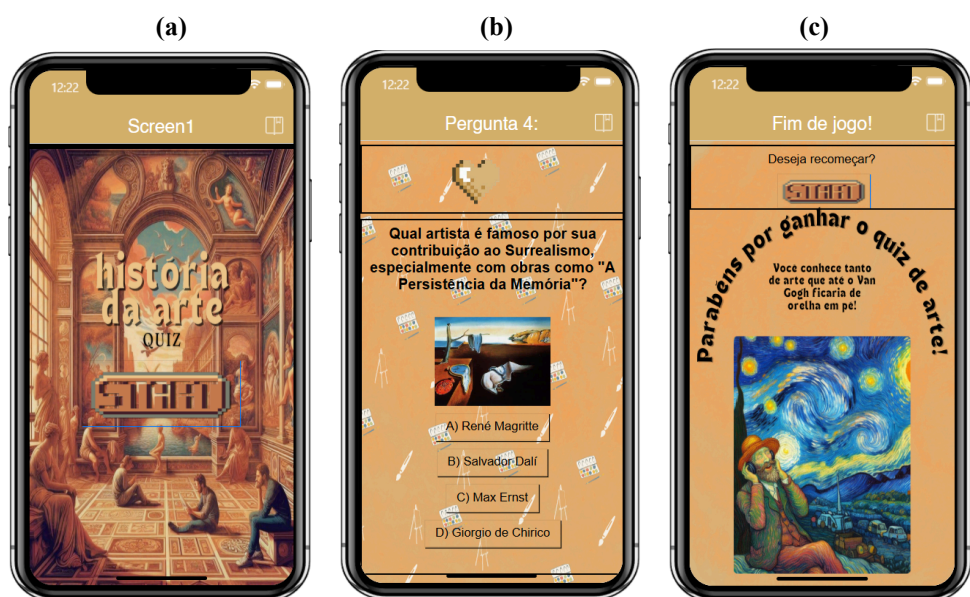 (a)
12:22
Screen1
história
da arte
QUIZ
START
(b)
12:22
Pergunta 4:
Qual artista é famoso por sua
contribuição ao Surrealismo,
especialmente com obras como "A
Persistência da Memória"?
A) René Magritte
B) Salvador Dalí
C) Max Ernst
D) Giorgio de Chirico
(c)
12:22
Fim de jogo!
Deseja recomeçar?
START
Parabens por ganhar o quiz de arte!
Voce conhece tanto
de arte que até o Van
Gogh ficaria de
orelha em pé!